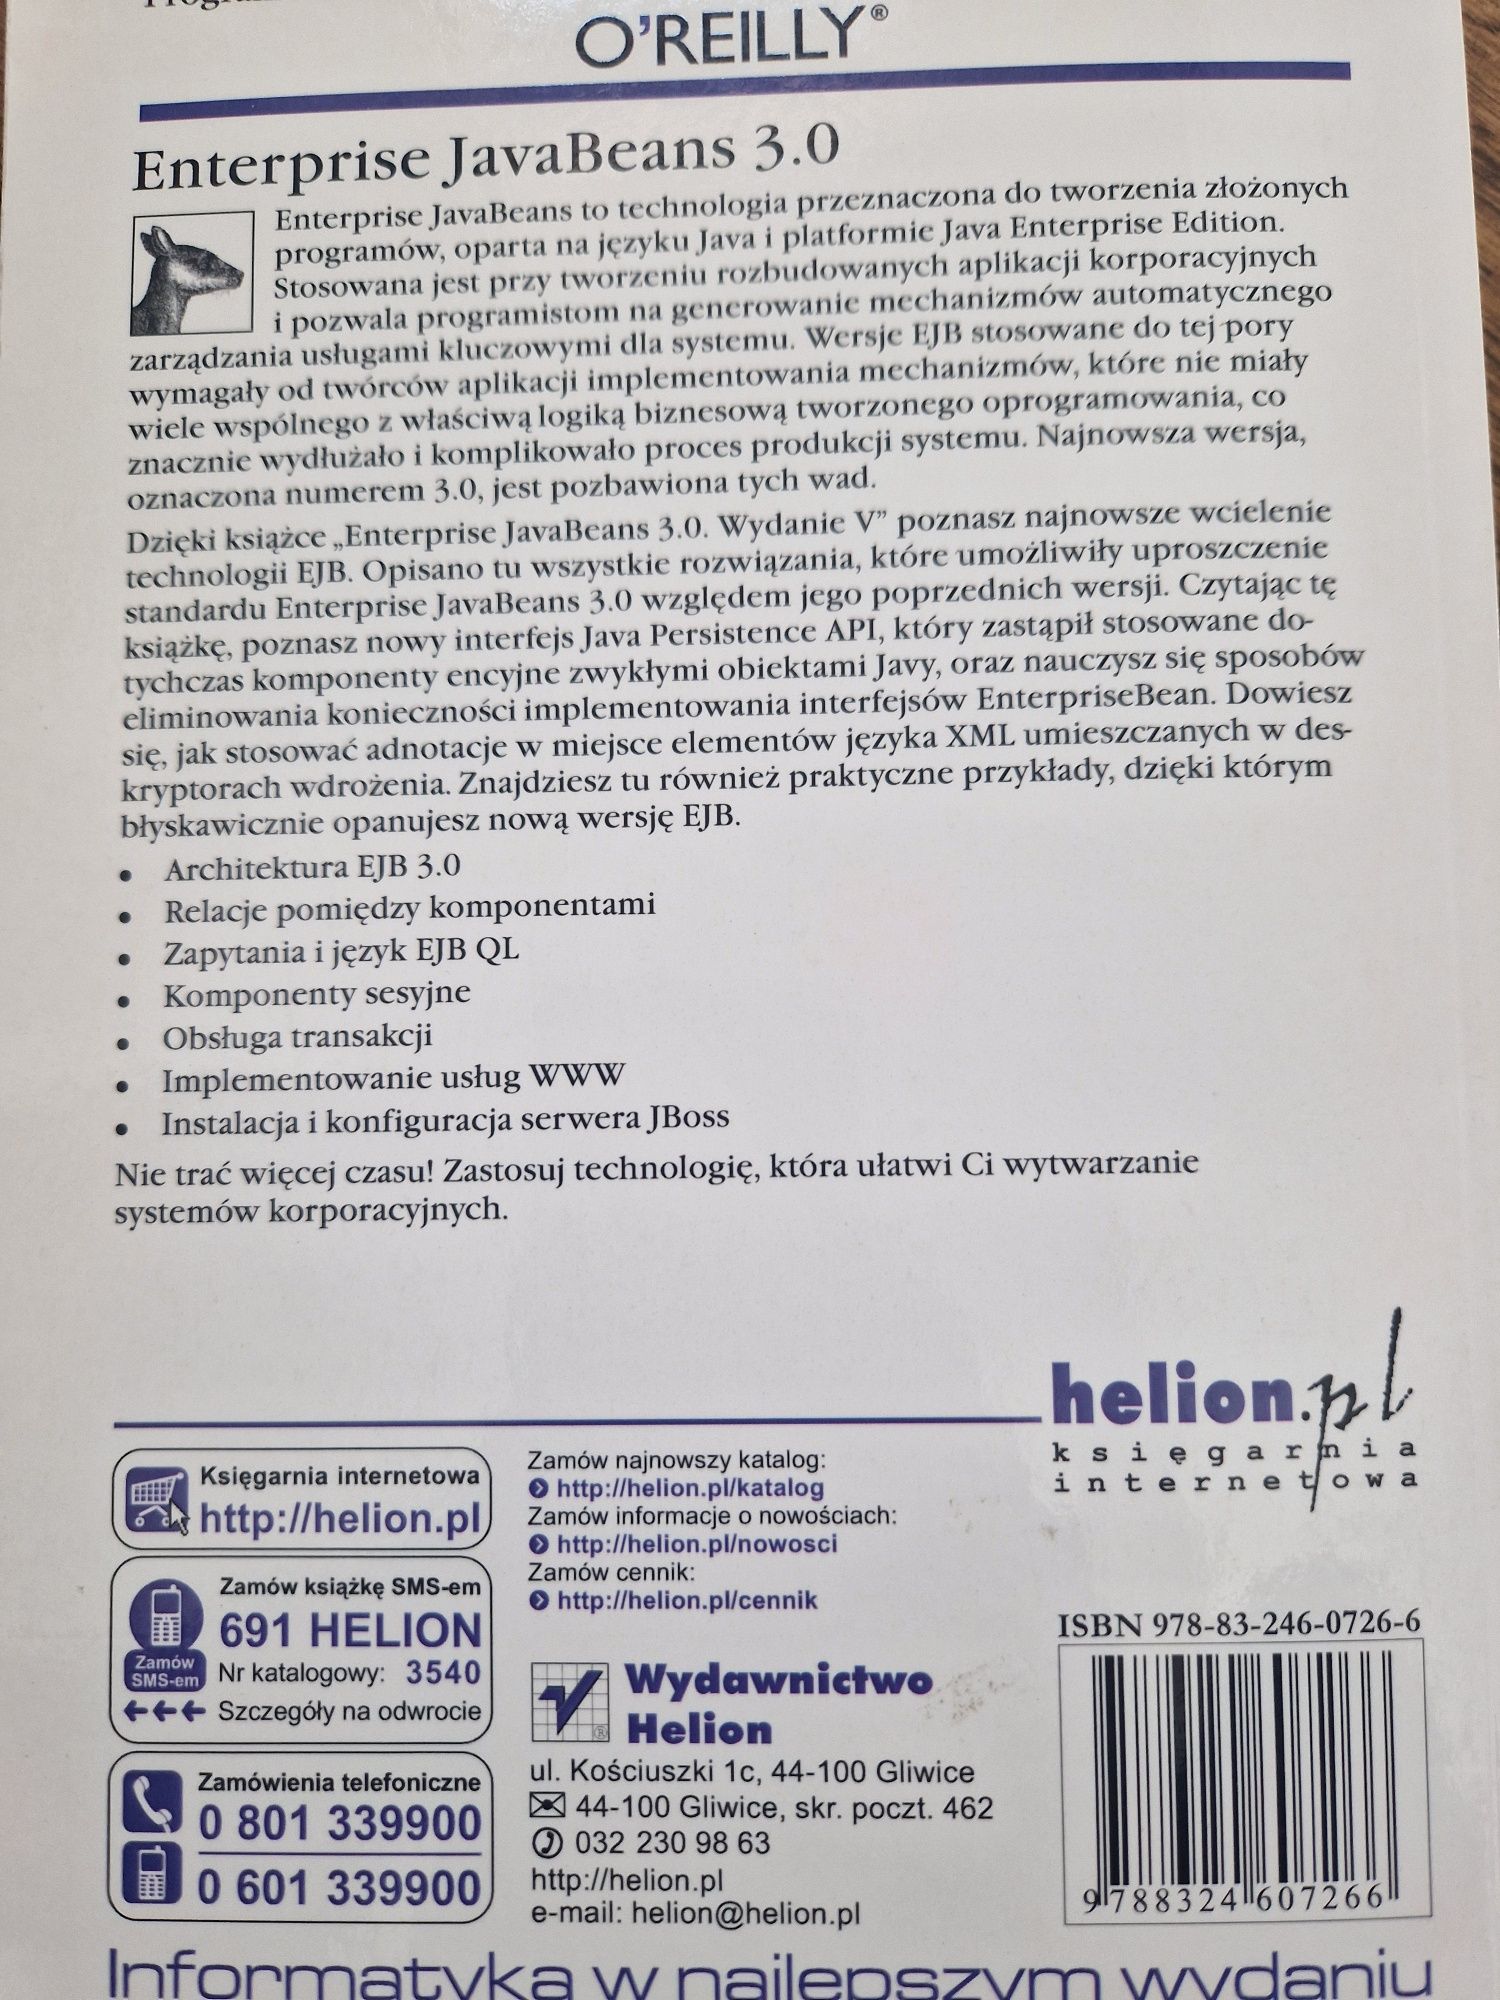 O'REILLY®
Enterprise JavaBeans 3.0
Enterprise JavaBeans to technologia przeznaczona do tworzenia złożonych
programów, oparta na języku Java i platformie Java Enterprise Edition.
Stosowana jest przy tworzeniu rozbudowanych aplikacji korporacyjnych
i pozwala programistom na generowanie mechanizmów automatycznego
zarządzania usługami kluczowymi dla systemu. Wersje EJB stosowane do tej pory
wymagały od twórców aplikacji implementowania mechanizmów, które nie miały
wiele wspólnego z właściwą logiką biznesową tworzonego oprogramowania, co
znacznie wydłużało i komplikowało proces produkcji systemu. Najnowsza wersja,
oznaczona numerem 3.0, jest pozbawiona tych wad.
Dzięki książce „Enterprise JavaBeans 3.0. Wydanie V” poznasz najnowsze wcielenie
technologii EJB. Opisano tu wszystkie rozwiązania, które umożliwiły uproszczenie
standardu Enterprise JavaBeans 3.0 względem jego poprzednich wersji. Czytając tę
książkę, poznasz nowy interfejs Java Persistence API, który zastąpił stosowane do-
tychczas komponenty encyjne zwykłymi obiektami Javy, oraz nauczysz się sposobów
eliminowania konieczności implementowania interfejsów EnterpriseBean. Dowiesz
się, jak stosować adnotacje w miejsce elementów języka XML umieszczanych w des-
kryptorach wdrożenia. Znajdziesz tu również praktyczne przykłady, dzięki którym
błyskawicznie opanujesz nową wersję EJB.
• Architektura EJB 3.0
• Relacje pomiędzy komponentami
• Zapytania i język EJB QL
• Komponenty sesyjne
• Obsługa transakcji
• Implementowanie usług WWW
• Instalacja i konfiguracja serwera JBoss
Nie trać więcej czasu! Zastosuj technologię, która ułatwi Ci wytwarzanie
systemów korporacyjnych.
helion.pl
księgarnia
internetowa
Księgarnia internetowa
http://helion.pl
Zamów książkę SMS-em
691 HELION
Zamów
SMS-em
Nr katalogowy: 3540
Szczegóły na odwrocie
Zamówienia telefoniczne
0 801 339900
0 601 339900
Zamów najnowszy katalog:
http://helion.pl/katalog
Zamów informacje o nowościach:
http://helion.pl/nowosci
Zamów cennik:
http://helion.pl/cennik
Wydawnictwo
Helion
ul. Kościuszki 1c, 44-100 Gliwice
44-100 Gliwice, skr. poczt. 462
032 230 98 63
http://helion.pl
e-mail: helion@helion.pl
ISBN 978-83-246-0726-6
9788324607266
Informatyka w najlepszym wydaniu